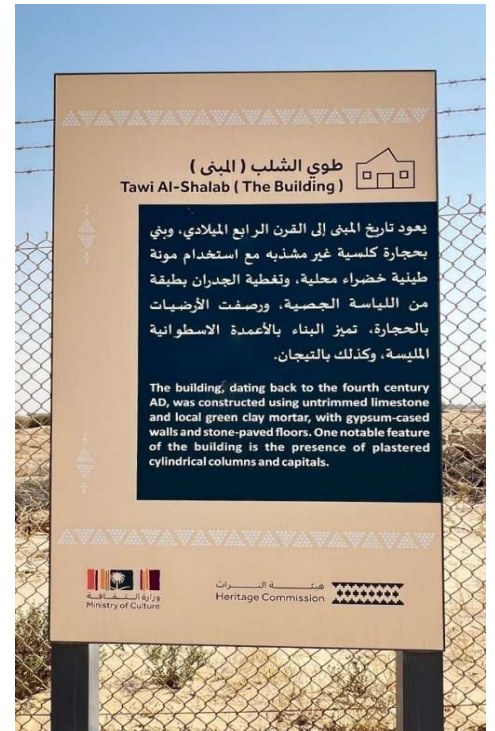 طوي الشلب ( المبنى )
Tawi Al-Shalab ( The Building )
يعود تاريخ المبنى إلى القرن الرابع الميلادي، وبني
بحجارة كلسية غير مشذبه مع استخدام مونة
طينية خضراء محلية، وتغطية الجدران بطبقة
من اللياسة الجصية، ورصفت الأرضيات
بالحجارة، تميز البناء بالأعمدة الاسطوانية
المليسة، وكذلك بالتيجان.
The building, dating back to the fourth century
AD, was constructed using untrimmed limestone
and local green clay mortar, with gypsum-cased
walls and stone-paved floors. One notable feature
of the building is the presence of plastered
cylindrical columns and capitals.
وزارة الثقافة
Ministry of Culture
هيئة التراث
Heritage Commission